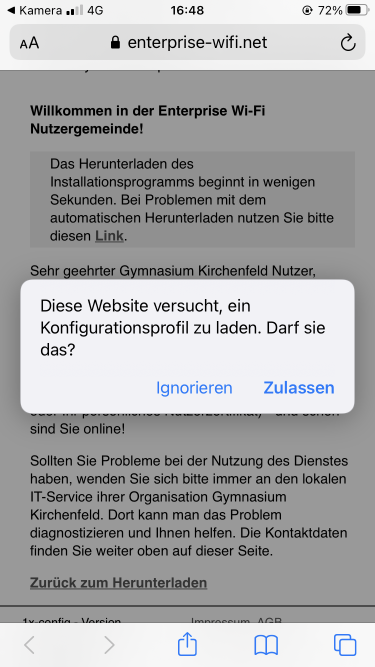 Kamera 4G 16:48 72%
AA enterprise-wifi.net
Willkommen in der Enterprise Wi-Fi
Nutzergemeinde!
Das Herunterladen des
Installationsprogramms beginnt in wenigen
Sekunden. Bei Problemen mit dem
automatischen Herunterladen nutzen Sie bitte
diesen Link.
Sehr geehrter Gymnasium Kirchenfeld Nutzer,
Diese Website versucht, ein
Konfigurationsprofil zu laden. Darf sie
das?
Ignorieren Zulassen
sind Sie online!
Sollten Sie Probleme bei der Nutzung des Dienstes
haben, wenden Sie sich bitte immer an den lokalen
IT-Service ihrer Organisation Gymnasium
Kirchenfeld. Dort kann man das Problem
diagnostizieren und Ihnen helfen. Die Kontaktdaten
finden Sie weiter oben auf dieser Seite.
Zurück zum Herunterladen
1x-config - Version Impressum AGB